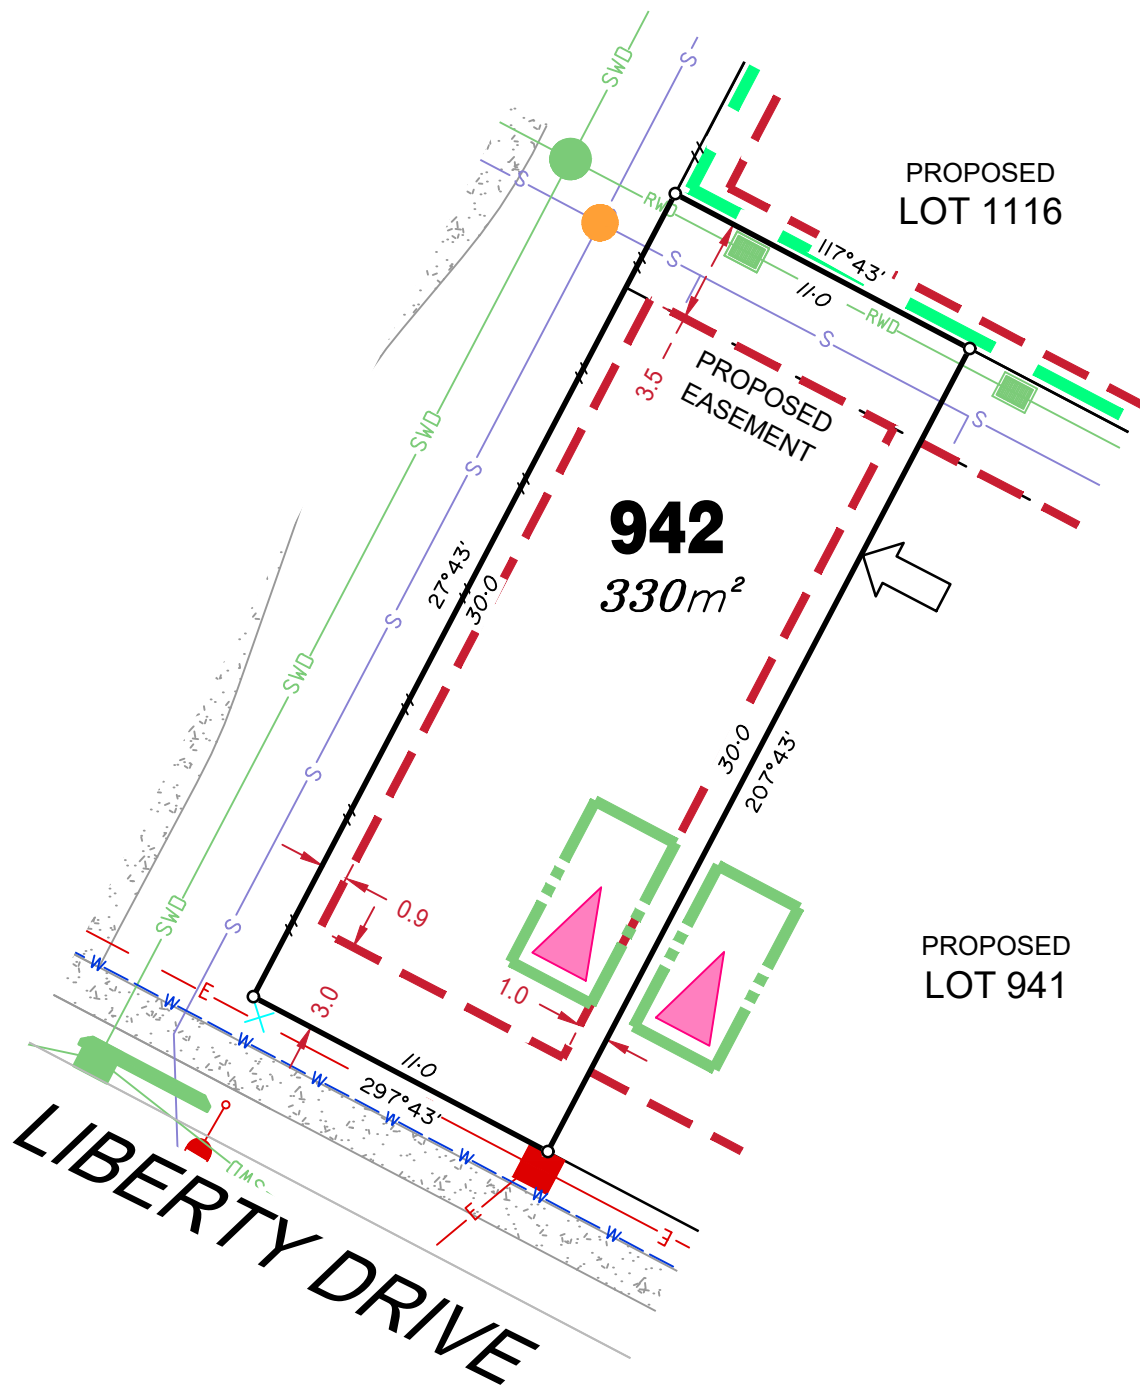 SWD
S
PROPOSED
LOT 1116
S
RWD
S
117°43'
11·0
RWD
S
3.5
PROPOSED
EASEMENT
S
SWD
S
942
330m²
27°43'
30·0
S
SWD
30·0
207°43'
S
0.9
SWD
S
PROPOSED
LOT 941
W
E
W
3.0
1.0
W
11·0
W
297°43'
W
W
SWD
W
E
W
E
LIBERTY DRIVE